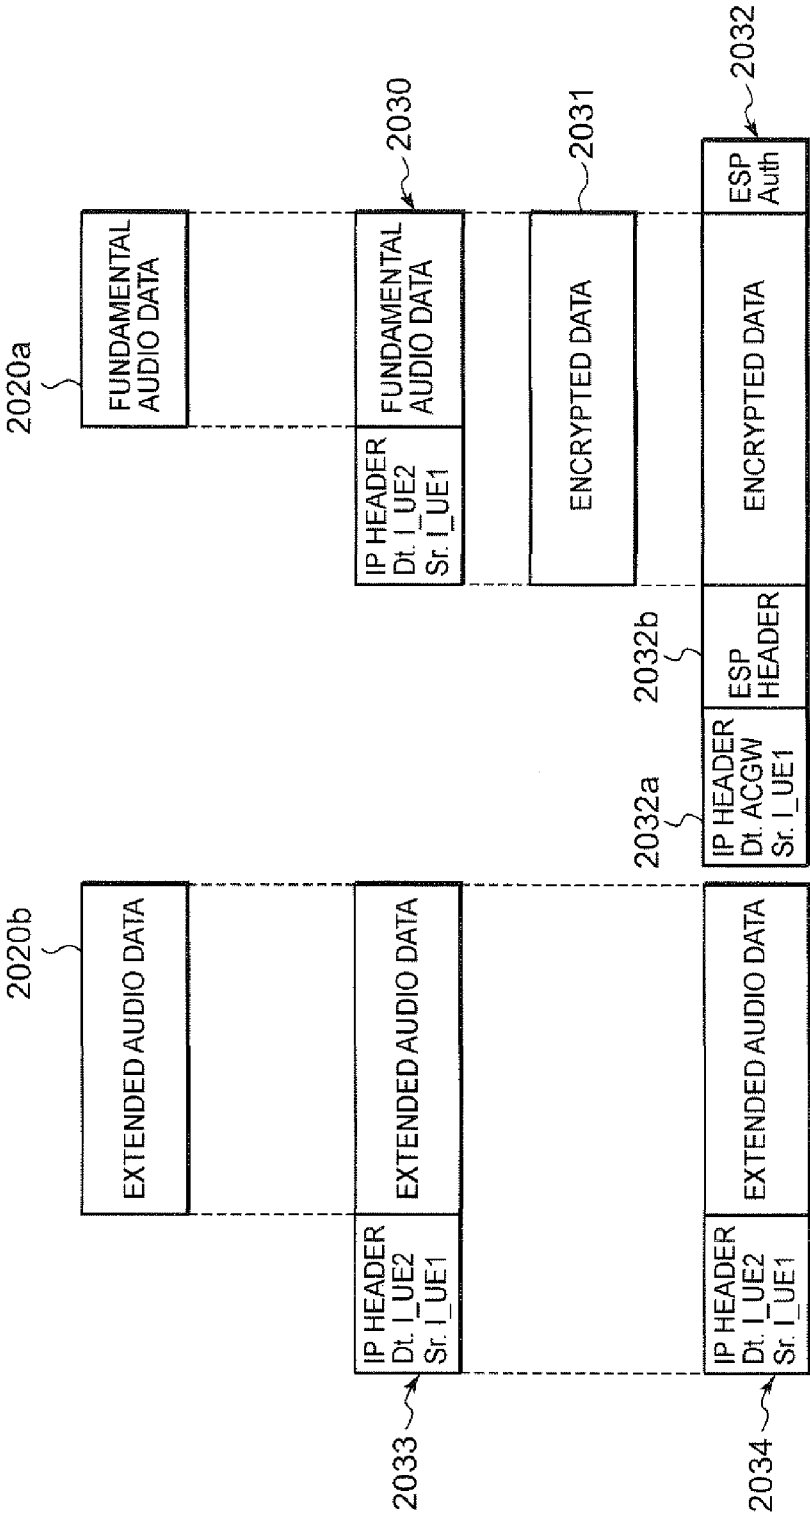 2020b
2020a
EXTENDED AUDIO DATA
FUNDAMENTAL
AUDIO DATA
2033
IP HEADER
Dt. I_UE2
Sr. I_UE1
EXTENDED AUDIO DATA
IP HEADER
Dt. I_UE2
Sr. I_UE1
FUNDAMENTAL
AUDIO DATA
2030
ENCRYPTED DATA
2031
2032a
2032b
2034
IP HEADER
Dt. I_UE2
Sr. I_UE1
EXTENDED AUDIO DATA
IP HEADER
Dt. ACGW
Sr. I_UE1
ESP
HEADER
ENCRYPTED DATA
ESP
Auth
2032